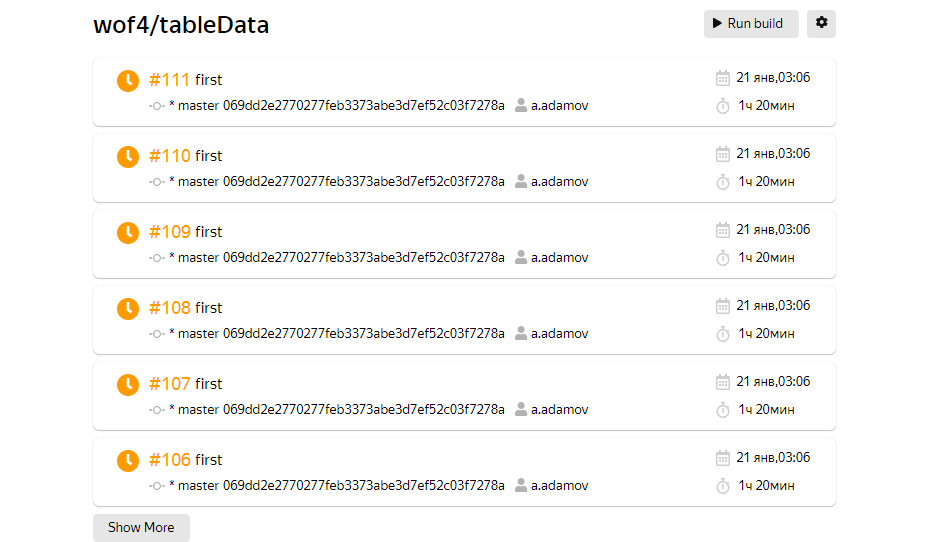 wof4/tableData
Run build
#111 first
21 янв,03:06
* master 069dd2e2770277feb3373abe3d7ef52c03f7278a a.adamov
1ч 20мин
#110 first
21 янв,03:06
* master 069dd2e2770277feb3373abe3d7ef52c03f7278a a.adamov
1ч 20мин
#109 first
21 янв,03:06
* master 069dd2e2770277feb3373abe3d7ef52c03f7278a a.adamov
1ч 20мин
#108 first
21 янв,03:06
* master 069dd2e2770277feb3373abe3d7ef52c03f7278a a.adamov
1ч 20мин
#107 first
21 янв,03:06
* master 069dd2e2770277feb3373abe3d7ef52c03f7278a a.adamov
1ч 20мин
#106 first
21 янв,03:06
* master 069dd2e2770277feb3373abe3d7ef52c03f7278a a.adamov
1ч 20мин
Show More